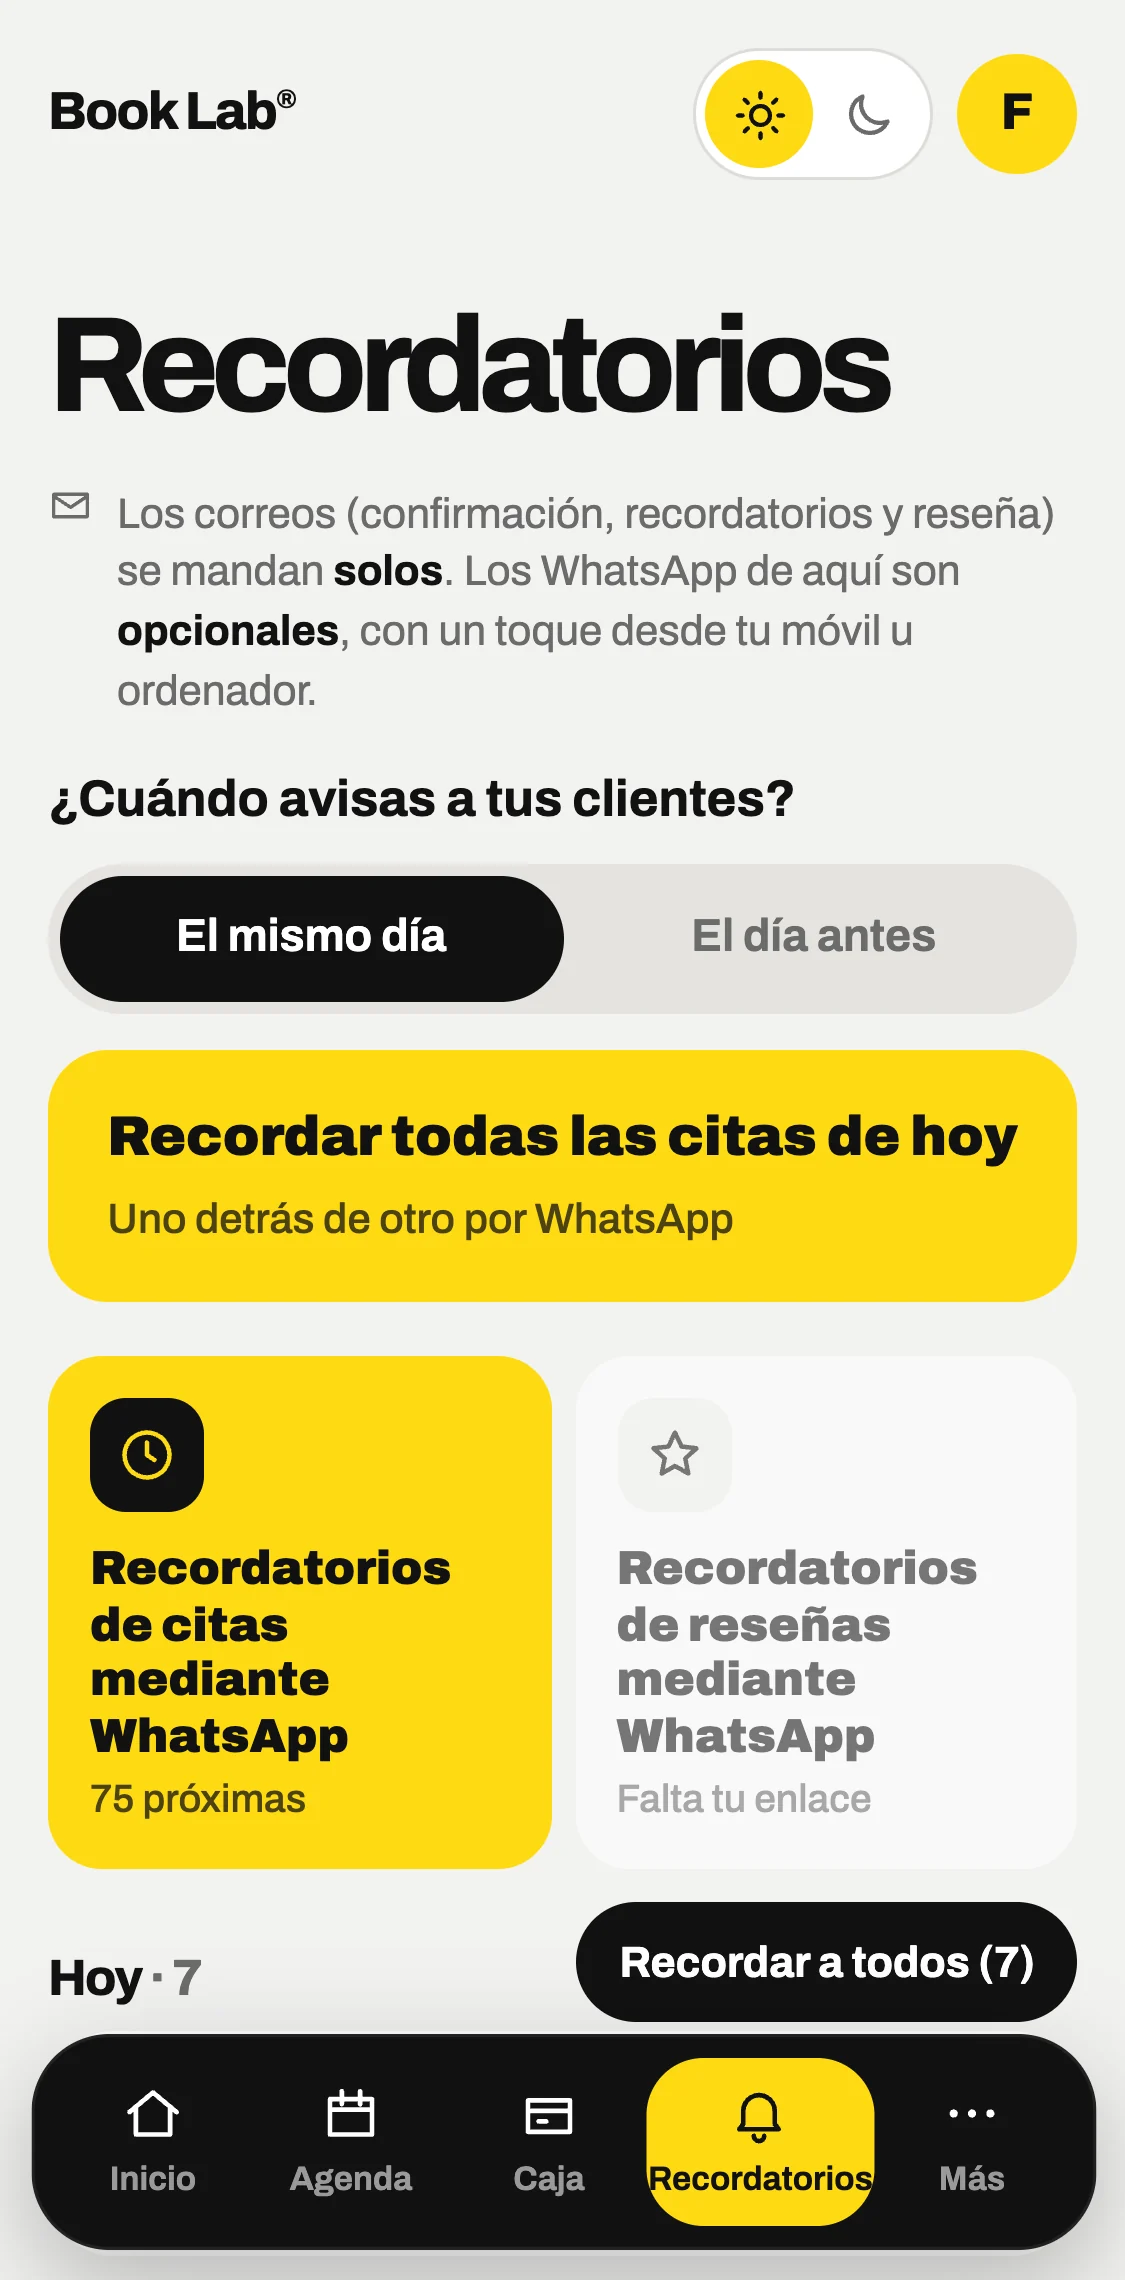 Book Lab®
F
Recordatorios
Los correos (confirmación, recordatorios y reseña)
se mandan solos. Los WhatsApp de aquí son
opcionales, con un toque desde tu móvil u
ordenador.
¿Cuándo avisas a tus clientes?
El mismo día
El día antes
Recordar todas las citas de hoy
Uno detrás de otro por WhatsApp
Recordatorios
de citas
mediante
WhatsApp
75 próximas
Recordatorios
de reseñas
mediante
WhatsApp
Falta tu enlace
Hoy · 7
Recordar a todos (7)
Inicio
Agenda
Caja
Recordatorios
Más